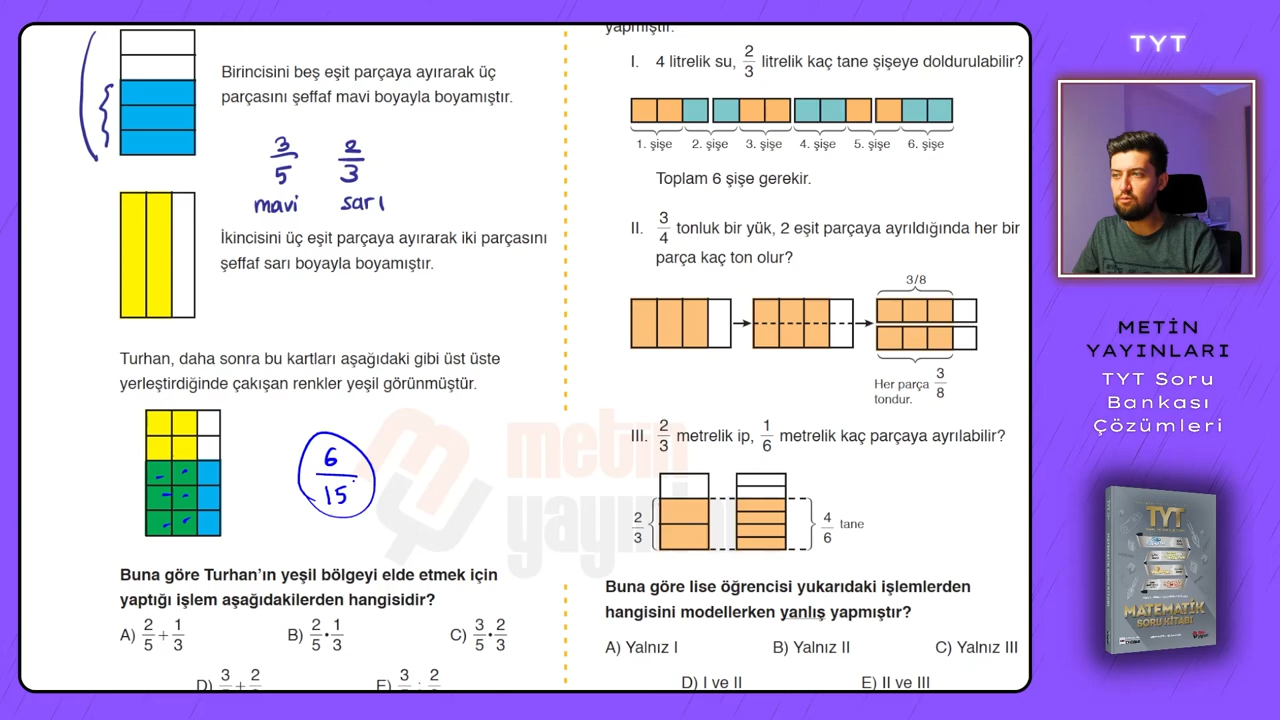 Birincisini beş eşit parçaya ayırarak üç
parçasını şeffaf mavi boyayla boyamıştır.
3/5 2/3
mavi sarı
İkincisini üç eşit parçaya ayırarak iki parçasını
şeffaf sarı boyayla boyamıştır.
Turhan, daha sonra bu kartları aşağıdaki gibi üst üste
yerleştirdiğinde çakışan renkler yeşil görünmüştür.
6/15
Buna göre Turhan'ın yeşil bölgeyi elde etmek için
yaptığı işlem aşağıdakilerden hangisidir?
A) 2/5 + 1/3 B) 2/5 • 1/3 C) 3/5 • 2/3
D) 3 + 2 E) 3 : 2
yapmıştır.
I. 4 litrelik su, 2/3 litrelik kaç tane şişeye doldurulabilir?
1. şişe 2. şişe 3. şişe 4. şişe 5. şişe 6. şişe
Toplam 6 şişe gerekir.
II. 3/4 tonluk bir yük, 2 eşit parçaya ayrıldığında her bir
parça kaç ton olur?
3/8
Her parça 3/8
tondur.
III. 2/3 metrelik ip, 1/6 metrelik kaç parçaya ayrılabilir?
2/3 4/6 tane
Buna göre lise öğrencisi yukarıdaki işlemlerden
hangisini modellerken yanlış yapmıştır?
A) Yalnız I B) Yalnız II C) Yalnız III
D) I ve II E) II ve III
metin
yayınları
TYT
METİN
YAYINLARI
TYT Soru
Bankası
Çözümleri
TYT
MATEMATİK
SORU KİTABI